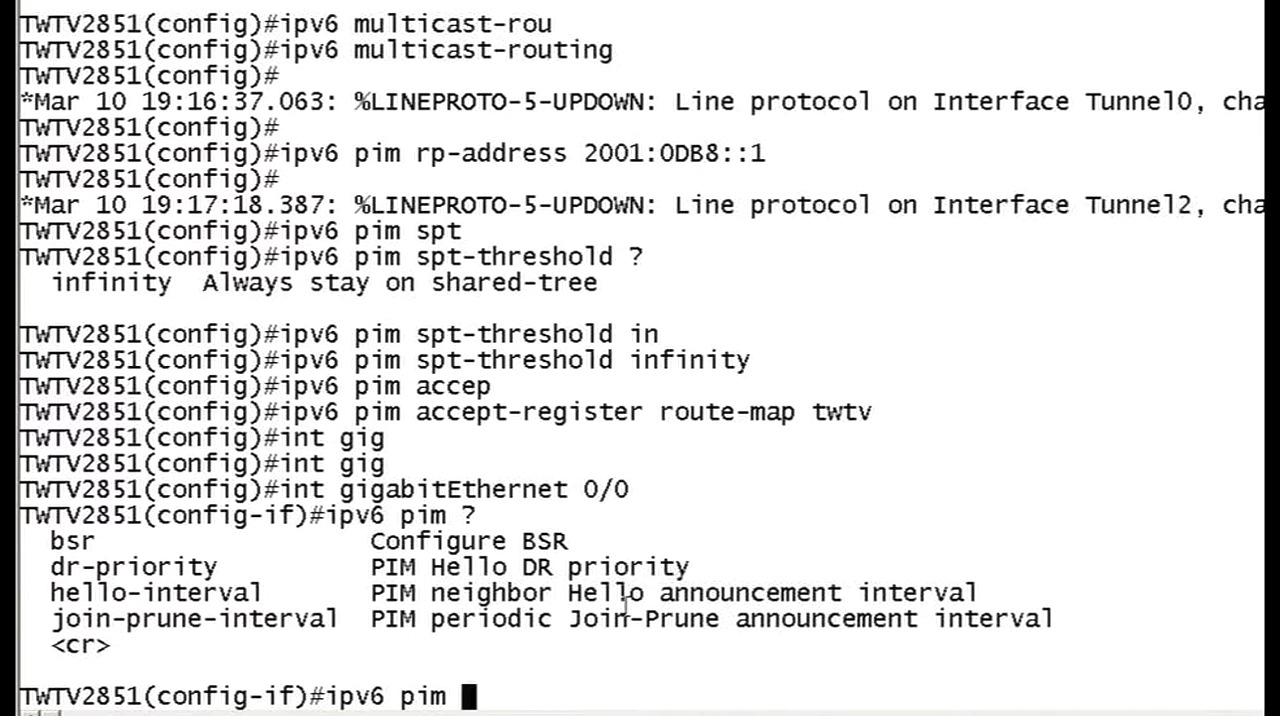 TWTV2851(config)#ipv6 multicast-rou
TWTV2851(config)#ipv6 multicast-routing
TWTV2851(config)#
*Mar 10 19:16:37.063: %LINEPROTO-5-UPDOWN: Line protocol on Interface Tunnel0, cha
TWTV2851(config)#
TWTV2851(config)#ipv6 pim rp-address 2001:0DB8::1
TWTV2851(config)#
*Mar 10 19:17:18.387: %LINEPROTO-5-UPDOWN: Line protocol on Interface Tunnel2, cha
TWTV2851(config)#ipv6 pim spt
TWTV2851(config)#ipv6 pim spt-threshold ?
  infinity  Always stay on shared-tree
TWTV2851(config)#ipv6 pim spt-threshold in
TWTV2851(config)#ipv6 pim spt-threshold infinity
TWTV2851(config)#ipv6 pim accep
TWTV2851(config)#ipv6 pim accept-register route-map twtv
TWTV2851(config)#int gig
TWTV2851(config)#int gig
TWTV2851(config)#int gigabitEthernet 0/0
TWTV2851(config-if)#ipv6 pim ?
  bsr                  Configure BSR
  dr-priority          PIM Hello DR priority
  hello-interval       PIM neighbor Hello announcement interval
  join-prune-interval  PIM periodic Join-Prune announcement interval
  <cr>
TWTV2851(config-if)#ipv6 pim